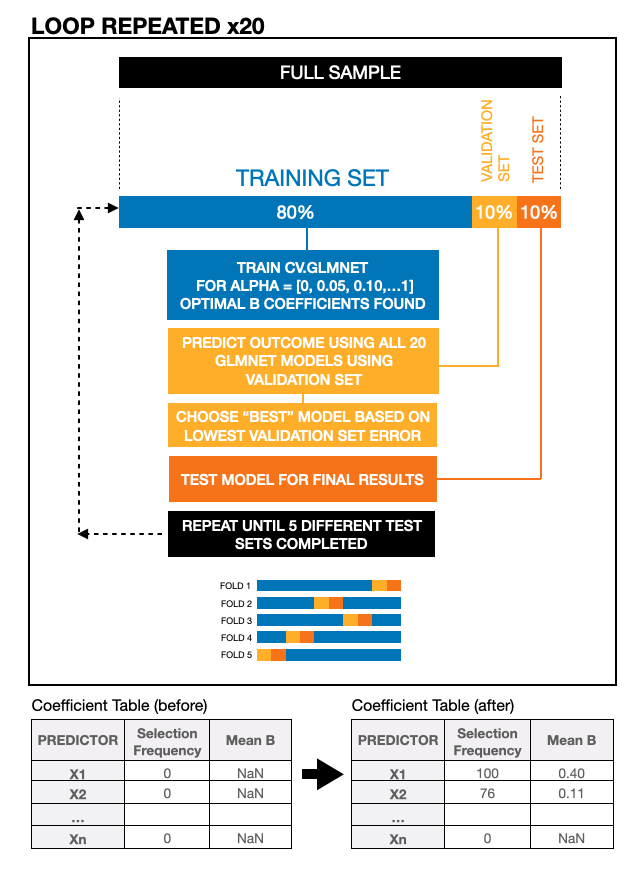 LOOP REPEATED x20
FULL SAMPLE
TRAINING SET
VALIDATION
SET
TEST SET
80%
10%
10%
TRAIN CV.GLMNET
FOR ALPHA = [0, 0.05, 0.10,...1]
OPTIMAL B COEFFICIENTS FOUND
PREDICT OUTCOME USING ALL 20
GLMNET MODELS USING
VALIDATION SET
CHOOSE “BEST” MODEL BASED ON
LOWEST VALIDATION SET ERROR
TEST MODEL FOR FINAL RESULTS
REPEAT UNTIL 5 DIFFERENT TEST
SETS COMPLETED
FOLD 1
FOLD 2
FOLD 3
FOLD 4
FOLD 5
Coefficient Table (before)
PREDICTOR Selection Frequency Mean B
X1 0 NaN
X2 0 NaN
...
Xn 0 NaN
Coefficient Table (after)
PREDICTOR Selection Frequency Mean B
X1 100 0.40
X2 76 0.11
...
Xn 0 NaN